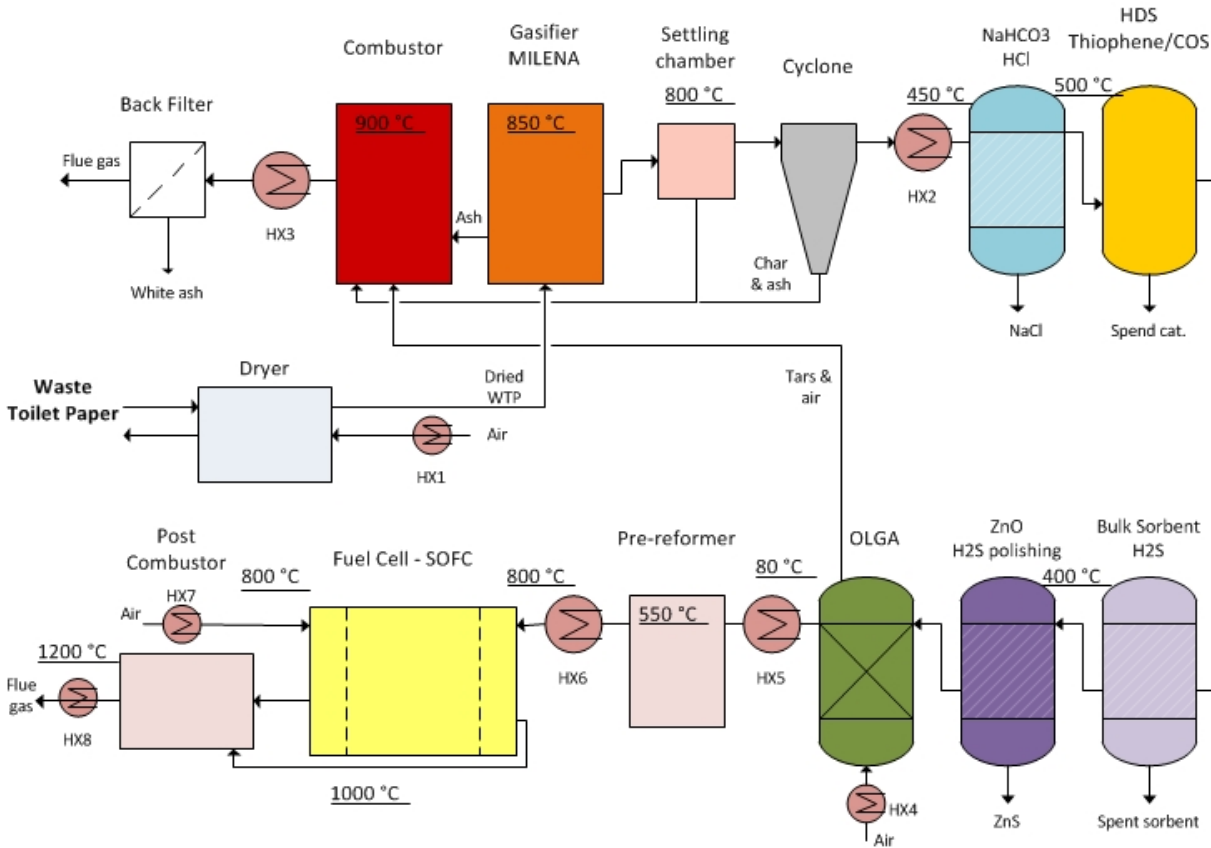 HDS
Thiophene/COS
NaHCO3
HCl
Gasifier
MILENA
Settling
chamber
Combustor
Cyclone
Back Filter
800 °C
450 °C
500 °C
900 °C
850 °C
Flue gas
HX3
HX2
Ash
Char
& ash
White ash
NaCl
Spend cat.
Dryer
Waste
Toilet Paper
Dried
WTP
Tars &
air
Air
HX1
Post
Combustor
Fuel Cell - SOFC
Pre-reformer
OLGA
ZnO
H2S polishing
Bulk Sorbent
H2S
800 °C
800 °C
80 °C
400 °C
HX7
Air
550 °C
1200 °C
Flue
gas
HX6
HX5
HX8
1000 °C
HX4
Air
ZnS
Spent sorbent